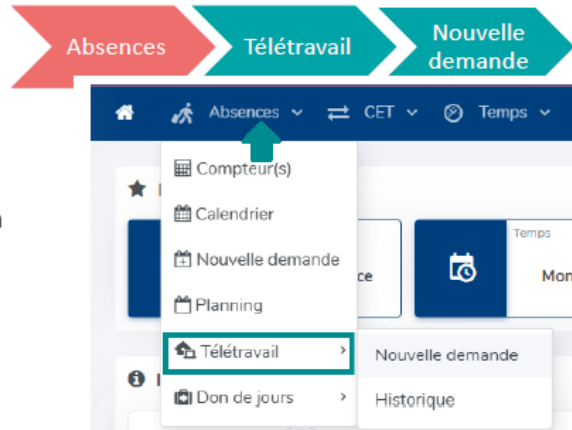 Absences
Télétravail
Nouvelle
demande
Absences
CET
Temps
Compteur(s)
Calendrier
Nouvelle demande
Planning
Télétravail
Don de jours
Nouvelle demande
Historique
Temps
ce
Mon